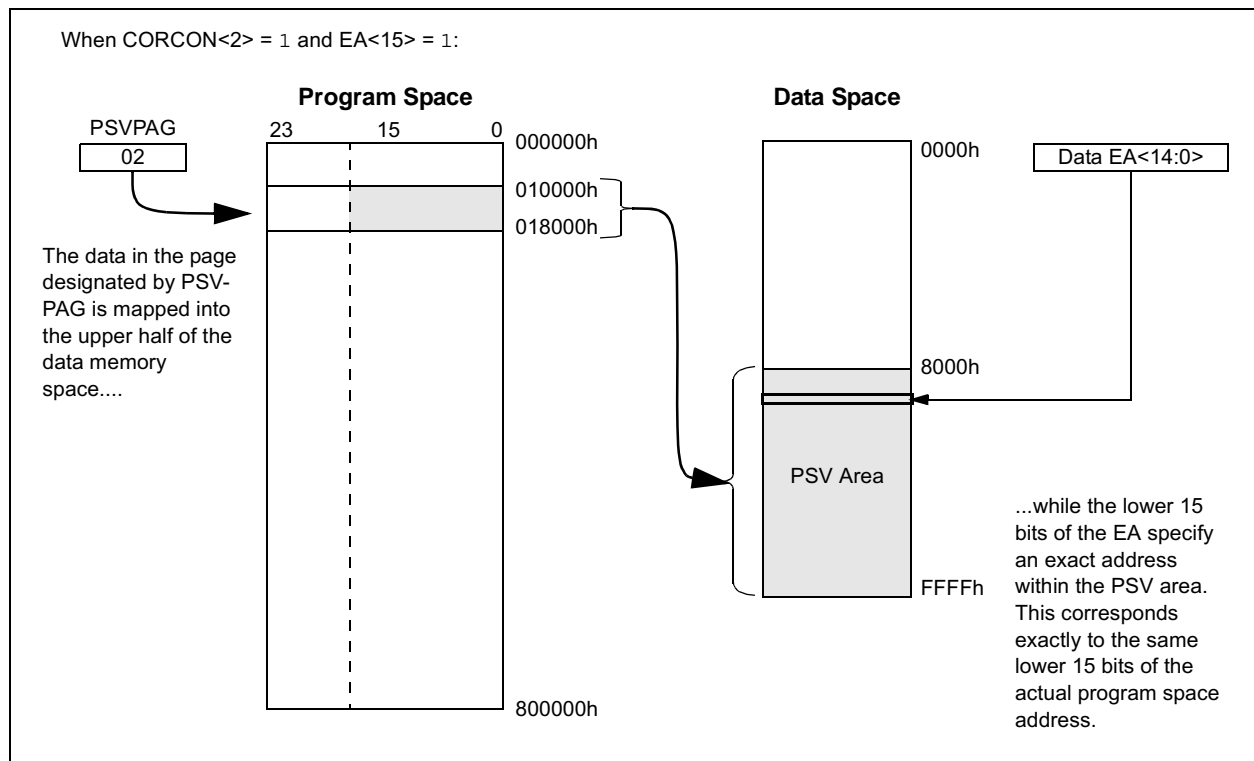 When CORCON<2> = 1 and EA<15> = 1:
Program Space
Data Space
PSVPAG
02
23 15 0
000000h
010000h
018000h
800000h
The data in the page
designated by PSV-
PAG is mapped into
the upper half of the
data memory
space....
0000h
8000h
PSV Area
FFFFh
Data EA<14:0>
...while the lower 15
bits of the EA specify
an exact address
within the PSV area.
This corresponds
exactly to the same
lower 15 bits of the
actual program space
address.